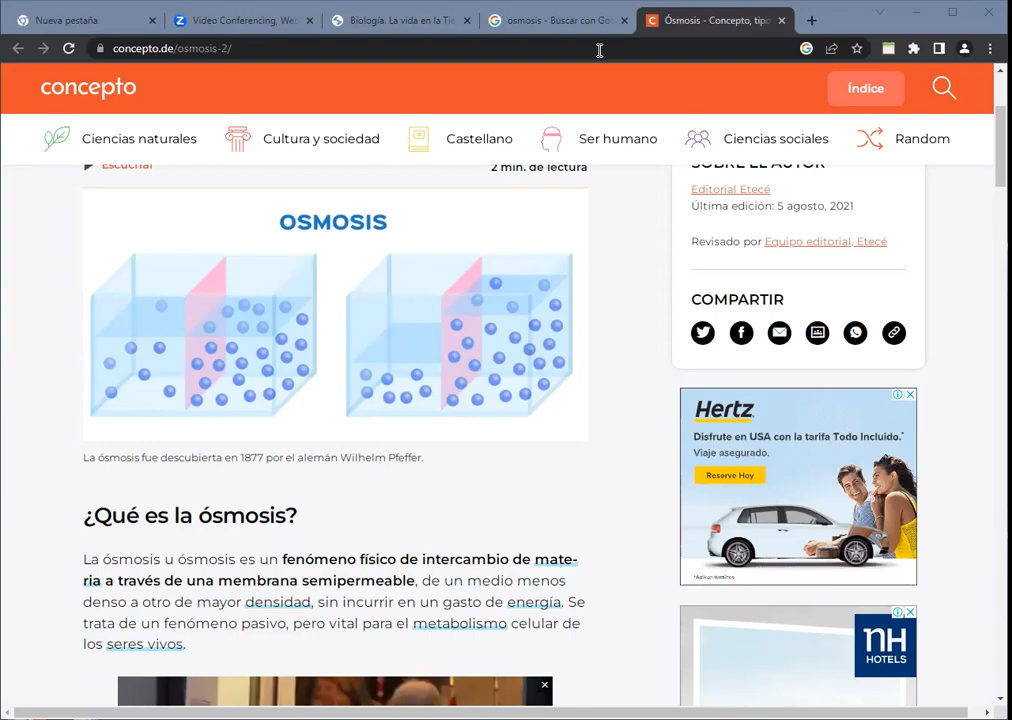 Nueva pestaña
Video Conferencing, Web
Biología. La vida en la Tie
osmosis - Buscar con Goo
Ósmosis - Concepto, tipo
concepto.de/osmosis-2/
concepto
Índice
Ciencias naturales
Cultura y sociedad
Castellano
Ser humano
Ciencias sociales
Random
Escuchar
2 min. de lectura
OSMOSIS
La ósmosis fue descubierta en 1877 por el alemán Wilhelm Pfeffer.
¿Qué es la ósmosis?
La ósmosis u ósmosis es un fenómeno físico de intercambio de mate-
ria a través de una membrana semipermeable, de un medio menos
denso a otro de mayor densidad, sin incurrir en un gasto de energía. Se
trata de un fenómeno pasivo, pero vital para el metabolismo celular de
los seres vivos.
SOBRE EL AUTOR
Editorial Etecé
Última edición: 5 agosto, 2021
Revisado por Equipo editorial, Etecé
COMPARTIR
Hertz
Disfrute en USA con la tarifa Todo Incluido.*
Viaje asegurado.
Reserve Hoy
*Aplican términos.
nH
HOTELS